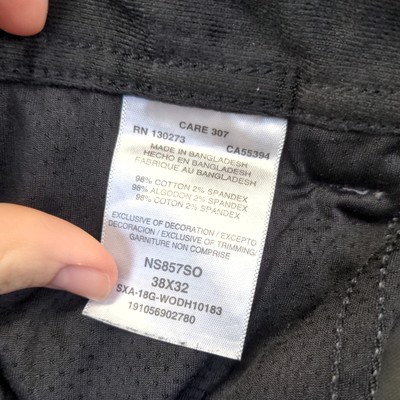 CARE 307
RN 130273 CA55394
MADE IN BANGLADESH
HECHO EN BANGLADESH
FABRIQUE AU BANGLADESH
98% COTTON 2% SPANDEX
98% ALGODON 2% SPANDEX
98% COTON 2% SPANDEX
EXCLUSIVE OF DECORATION / EXCEPTO
DECORACION / EXCLUSIVE OF TRIMMING/
GARNITURE NON COMPRISE
NS857SO
38X32
SXA-18G-WODH10183
191056902780